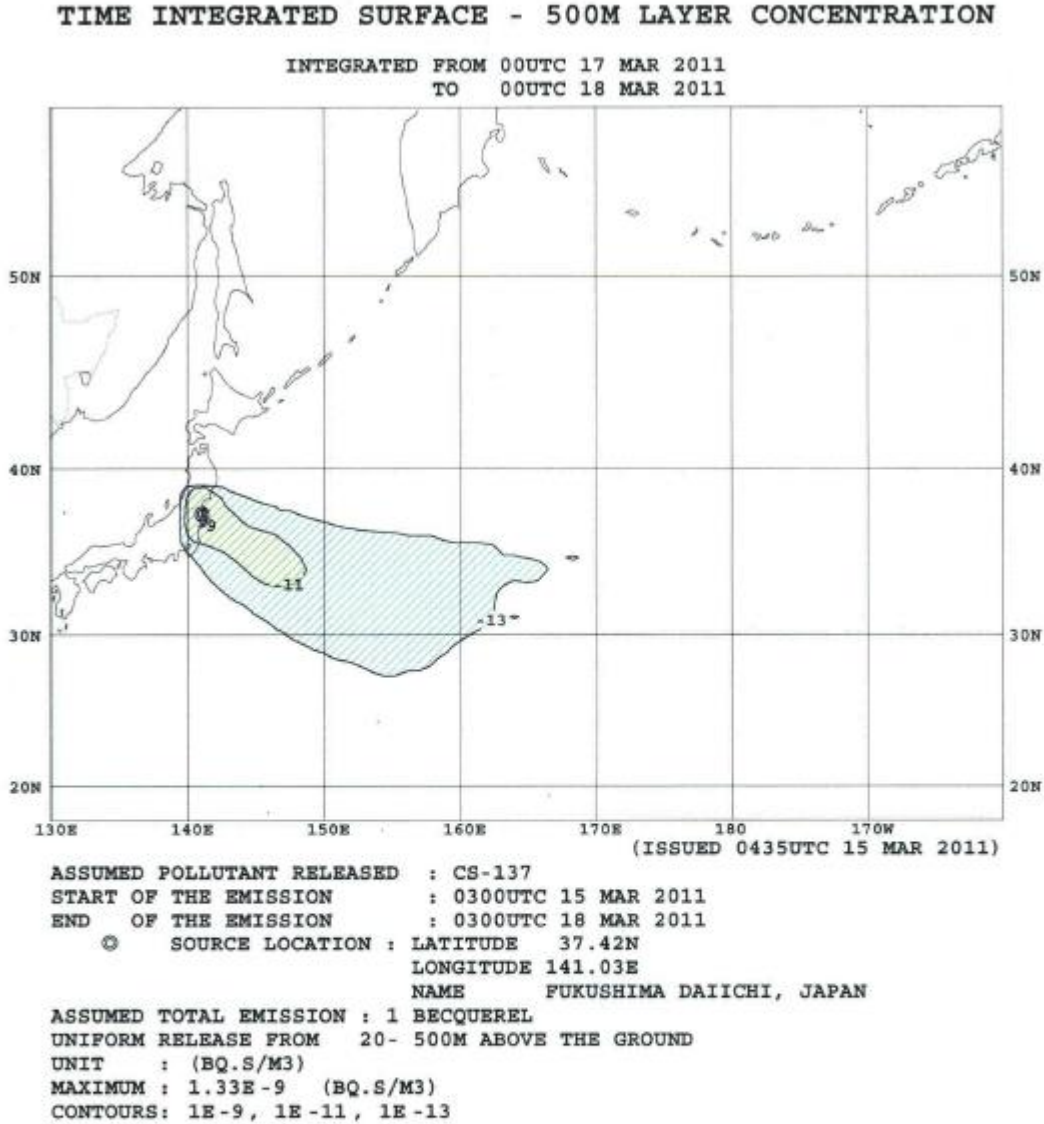 TIME INTEGRATED SURFACE - 500M LAYER CONCENTRATION
INTEGRATED FROM 00UTC 17 MAR 2011
TO 00UTC 18 MAR 2011
50N 50N
40N 40N
-9
-11
-13
30N 30N
20N 20N
130E 140E 150E 160E 170E 180 170W
(ISSUED 0435UTC 15 MAR 2011)
ASSUMED POLLUTANT RELEASED : CS-137
START OF THE EMISSION : 0300UTC 15 MAR 2011
END OF THE EMISSION : 0300UTC 18 MAR 2011
◎ SOURCE LOCATION : LATITUDE 37.42N
LONGITUDE 141.03E
NAME FUKUSHIMA DAIICHI, JAPAN
ASSUMED TOTAL EMISSION : 1 BECQUEREL
UNIFORM RELEASE FROM 20- 500M ABOVE THE GROUND
UNIT : (BQ.S/M3)
MAXIMUM : 1.33E-9 (BQ.S/M3)
CONTOURS: 1E-9, 1E-11, 1E-13